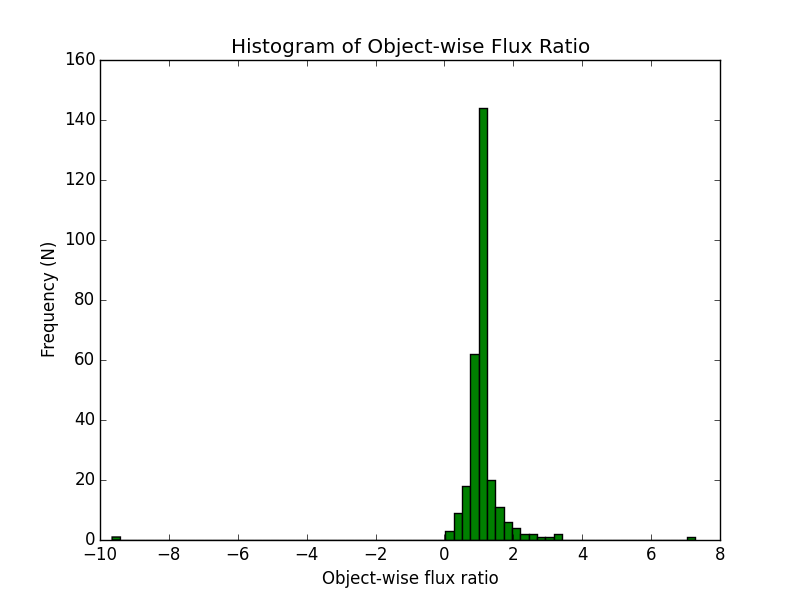 Histogram of Object-wise Flux Ratio
160
140
120
100
80
60
40
20
0
−10 −8 −6 −4 −2 0 2 4 6 8
Frequency (N)
Object-wise flux ratio